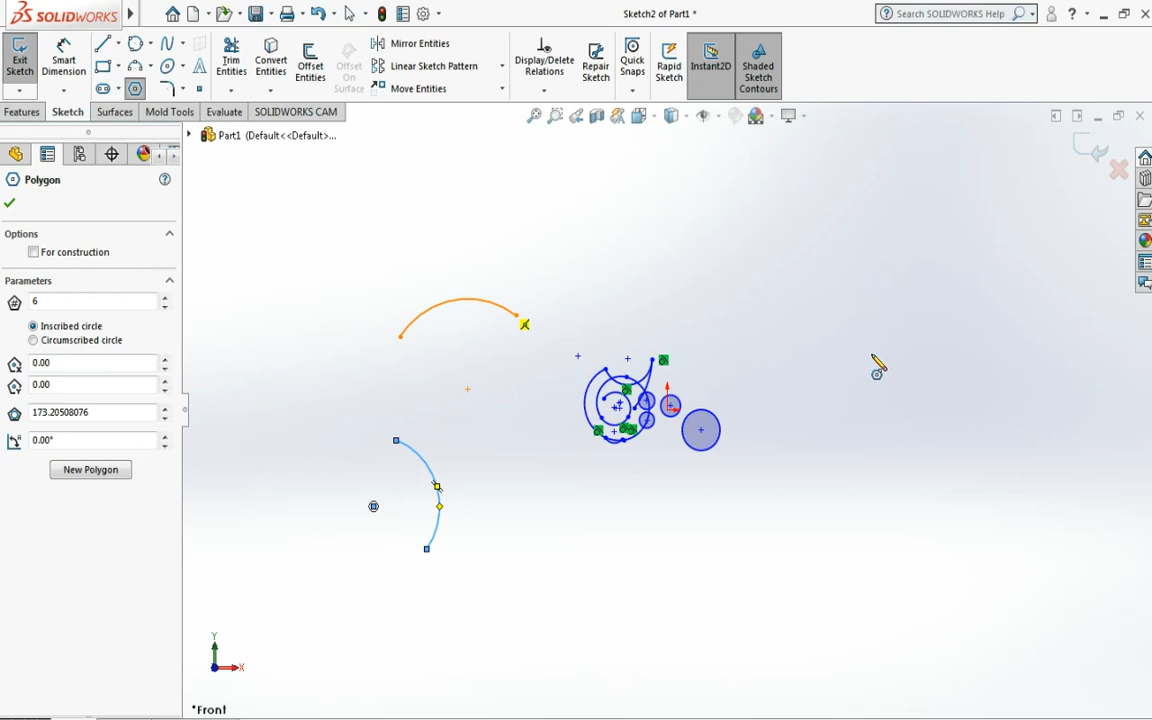 SOLIDWORKS
Sketch2 of Part1 *
Search SOLIDWORKS Help
?
Exit Sketch
Smart Dimension
Trim Entities
Convert Entities
Offset Entities
Offset On Surface
Mirror Entities
Linear Sketch Pattern
Move Entities
Display/Delete Relations
Repair Sketch
Quick Snaps
Rapid Sketch
Instant2D
Shaded Sketch Contours
Features
Sketch
Surfaces
Mold Tools
Evaluate
SOLIDWORKS CAM
Part1 (Default<<Default>...
Polygon
?
Options
For construction
Parameters
6
Inscribed circle
Circumscribed circle
0.00
0.00
173.20508076
0.00°
New Polygon
Y
X
*Front